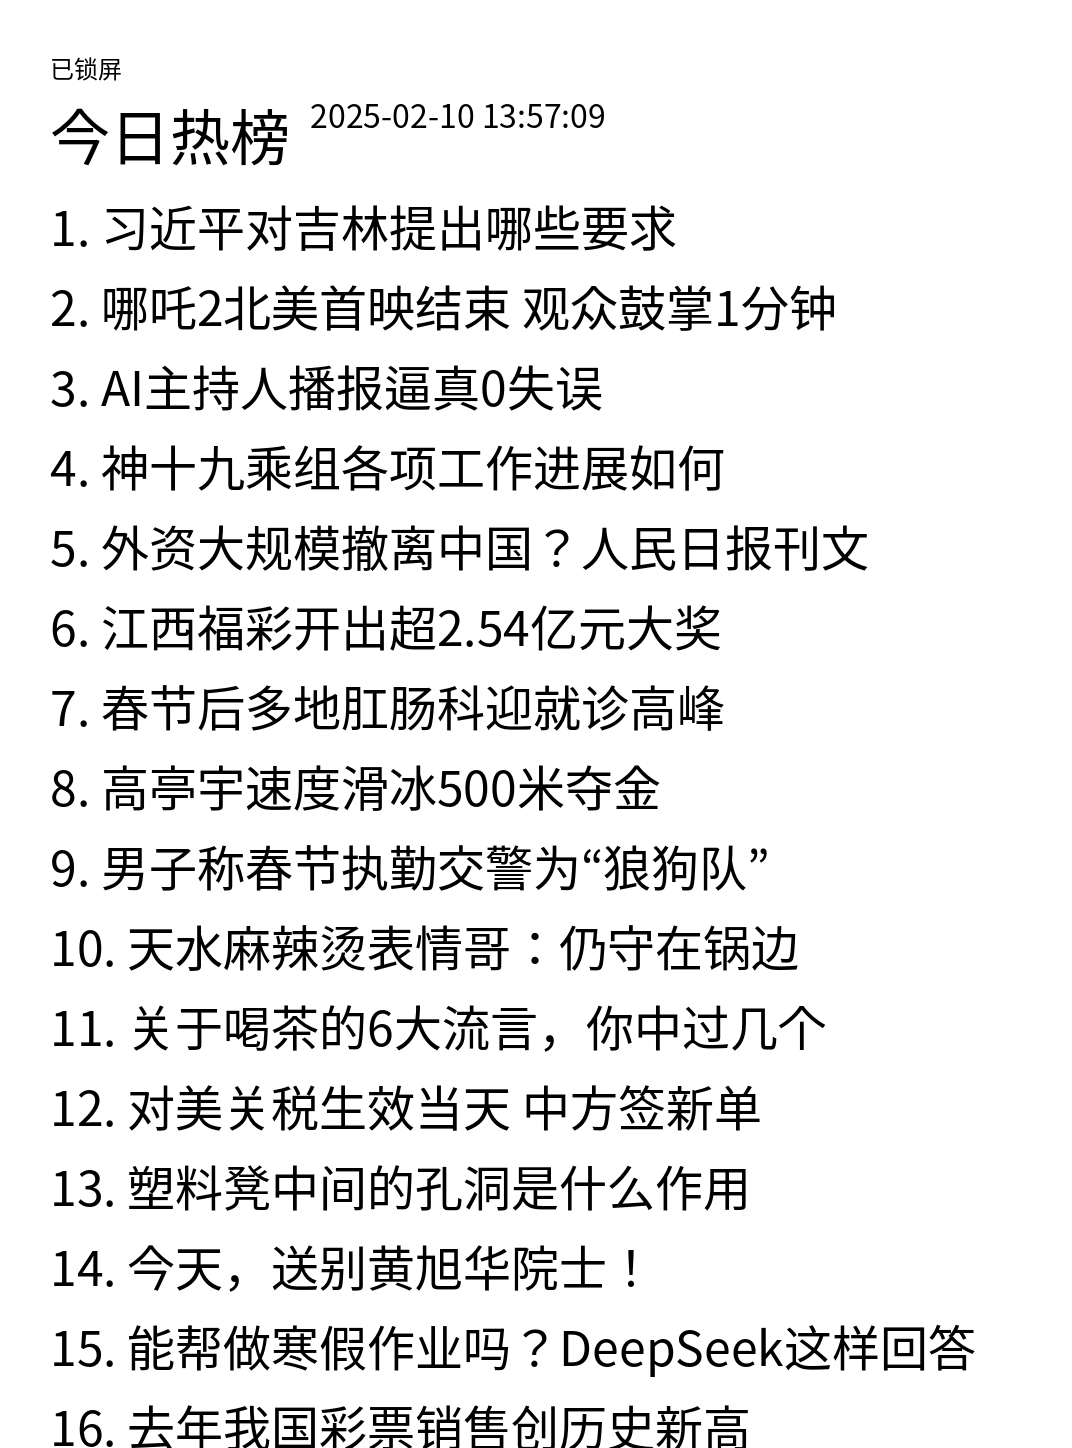 已锁屏
今日热榜 2025-02-10 13:57:09
1. 习近平对吉林提出哪些要求
2. 哪吒2北美首映结束 观众鼓掌1分钟
3. AI主持人播报逼真0失误
4. 神十九乘组各项工作进展如何
5. 外资大规模撤离中国？人民日报刊文
6. 江西福彩开出超2.54亿元大奖
7. 春节后多地肛肠科迎就诊高峰
8. 高亭宇速度滑冰500米夺金
9. 男子称春节执勤交警为“狼狗队”
10. 天水麻辣烫表情哥：仍守在锅边
11. 关于喝茶的6大流言，你中过几个
12. 对美关税生效当天 中方签新单
13. 塑料凳中间的孔洞是什么作用
14. 今天，送别黄旭华院士！
15. 能帮做寒假作业吗？DeepSeek这样回答
16. 去年我国彩票销售创历史新高